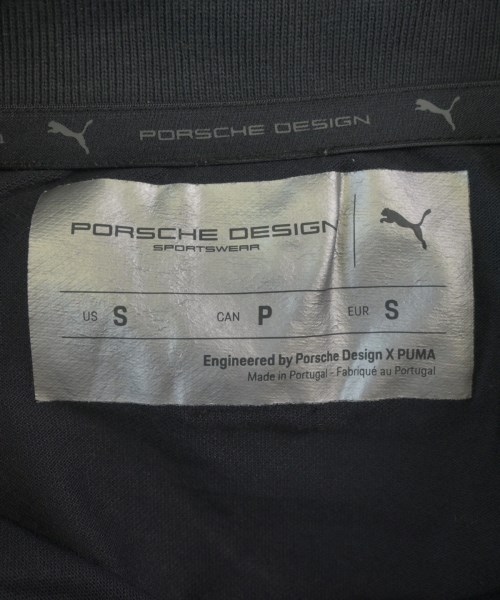 PORSCHE DESIGN
PORSCHE DESIGN
SPORTSWEAR
US S CAN P EUR S
Engineered by Porsche Design X PUMA
Made in Portugal - Fabriqué au Portugal